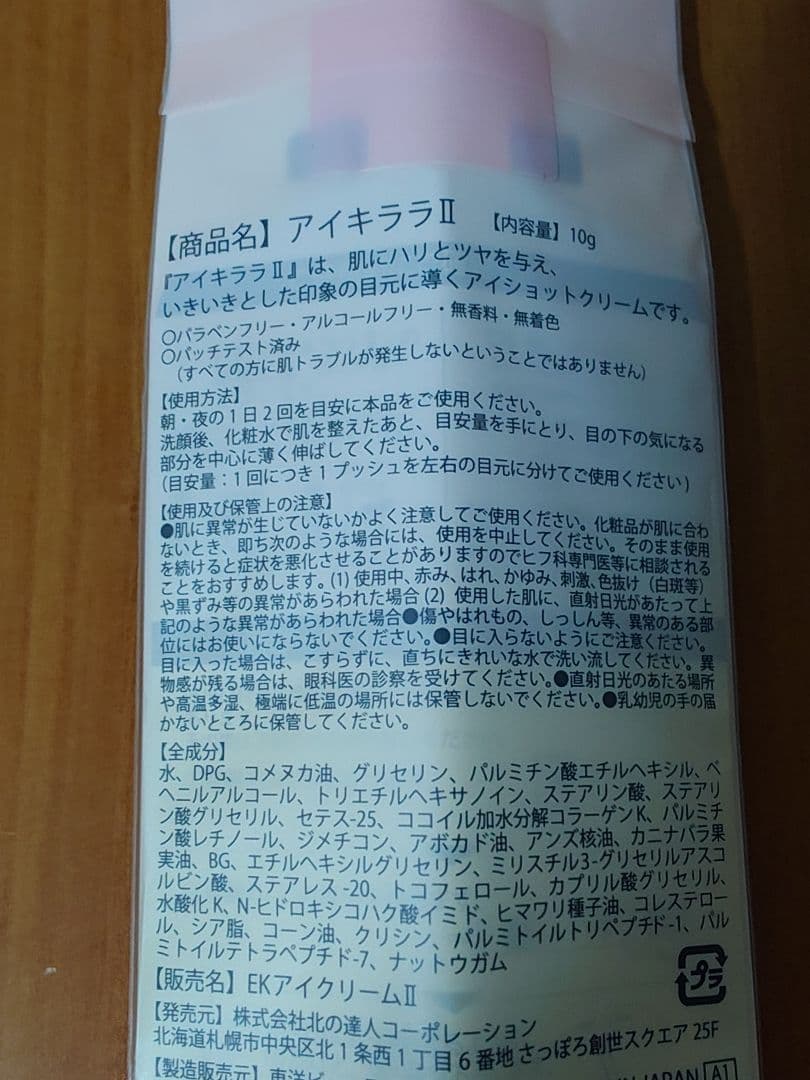 【商品名】アイキララⅡ 【内容量】10g
『アイキララⅡ』は、肌にハリとツヤを与え、
いきいきとした印象の目元に導くアイショットクリームです。
○パラベンフリー・アルコールフリー・無香料・無着色
○パッチテスト済み
(すべての方に肌トラブルが発生しないということではありません)
【使用方法】
朝・夜の1日2回を目安に本品をご使用ください。
洗顔後、化粧水で肌を整えたあと、目安量を手にとり、目の下の気になる
部分を中心に薄く伸ばしてください。
(目安量：1回につき1プッシュを左右の目元に分けてご使用ください)
【使用及び保管上の注意】
●肌に異常が生じていないかよく注意してご使用ください。化粧品が肌に合わ
ないとき、即ち次のような場合には、使用を中止してください。そのまま使用
を続けると症状を悪化させることがありますのでヒフ科専門医等に相談される
ことをおすすめします。(1) 使用中、赤み、はれ、かゆみ、刺激、色抜け（白斑等）
や黒ずみ等の異常があらわれた場合 (2) 使用した肌に、直射日光があたって上
記のような異常があらわれた場合●傷やはれもの、しっしん等、異常のある部
位にはお使いにならないでください。●目に入らないようにご注意ください。
目に入った場合は、こすらずに、直ちにきれいな水で洗い流してください。異
物感が残る場合は、眼科医の診察を受けてください。●直射日光のあたる場所
や高温多湿、極端に低温の場所には保管しないでください。●乳幼児の手の届
かないところに保管してください。
【全成分】
水、DPG、コメヌカ油、グリセリン、パルミチン酸エチルヘキシル、ベ
ヘニルアルコール、トリエチルヘキサノイン、ステアリン酸、ステアリ
ン酸グリセリル、セテス-25、ココイル加水分解コラーゲンK、パルミチ
ン酸レチノール、ジメチコン、アボカド油、アンズ核油、カニナバラ果
実油、BG、エチルヘキシルグリセリン、ミリスチル3-グリセリルアスコ
ルビン酸、ステアレス-20、トコフェロール、カプリル酸グリセリル、
水酸化K、N-ヒドロキシコハク酸イミド、ヒマワリ種子油、コレステロー
ル、シア脂、コーン油、クリシン、パルミトイルトリペプチド-1、パル
ミトイルテトラペプチド-7、ナットウガム
プラ
【販売名】EKアイクリームⅡ
【発売元】株式会社北の達人コーポレーション
北海道札幌市中央区北1条西1丁目6番地 さっぽろ創世スクエア 25F
【製造販売元】東洋ビ
JAPAN A1